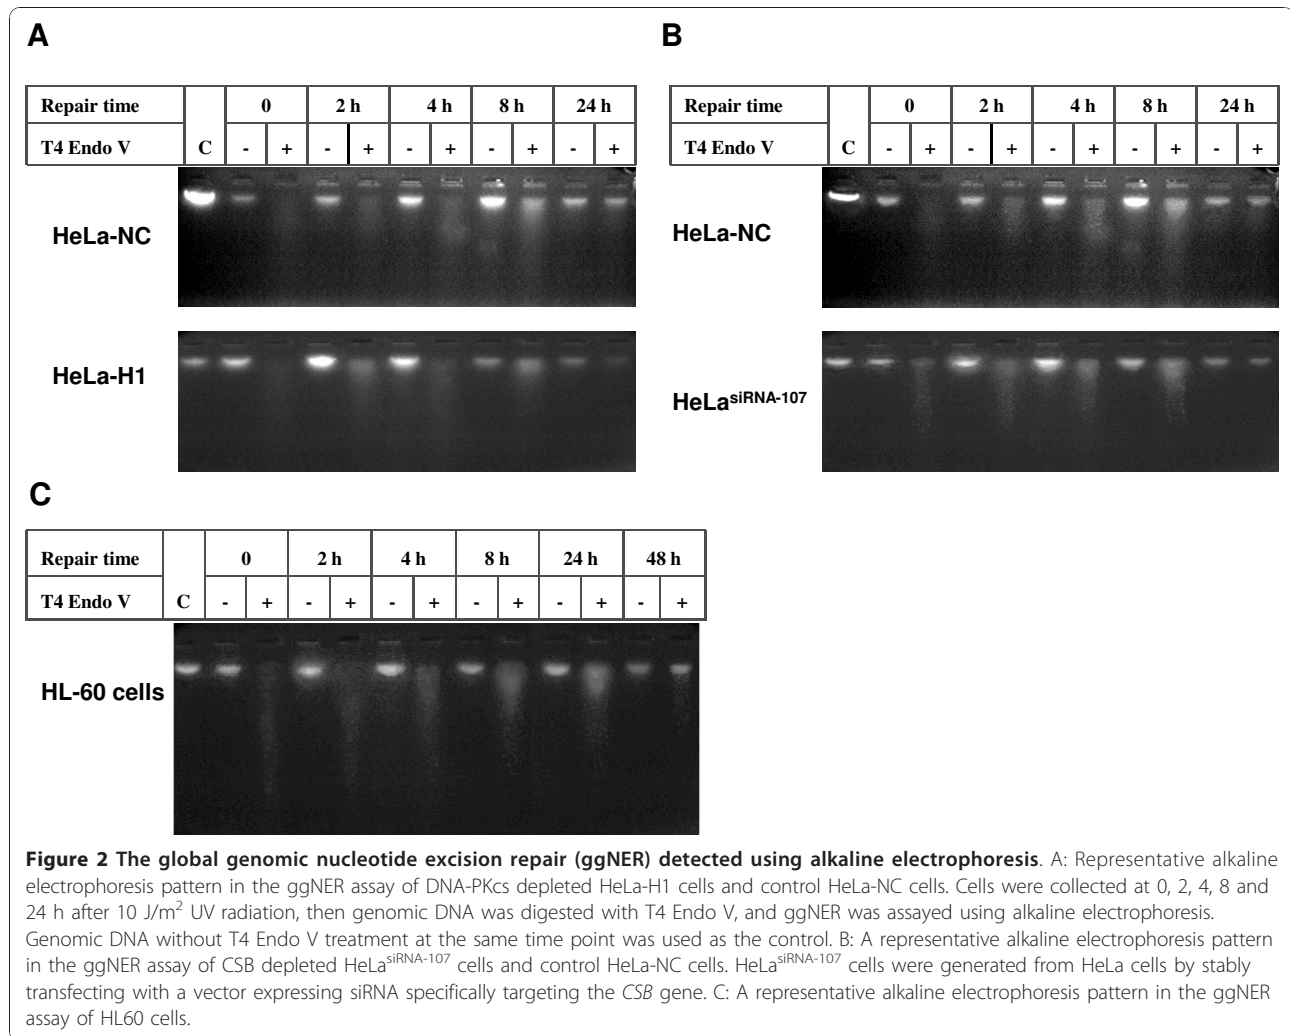 A
Repair time C 0 2 h 4 h 8 h 24 h
T4 Endo V - + - + - + - + - +
HeLa-NC
HeLa-H1
B
Repair time C 0 2 h 4 h 8 h 24 h
T4 Endo V - + - + - + - + - +
HeLa-NC
HeLasiRNA-107
C
Repair time C 0 2 h 4 h 8 h 24 h 48 h
T4 Endo V - + - + - + - + - + - +
HL-60 cells
Figure 2 The global genomic nucleotide excision repair (ggNER) detected using alkaline electrophoresis. A: Representative alkaline
electrophoresis pattern in the ggNER assay of DNA-PKcs depleted HeLa-H1 cells and control HeLa-NC cells. Cells were collected at 0, 2, 4, 8 and
24 h after 10 J/m2 UV radiation, then genomic DNA was digested with T4 Endo V, and ggNER was assayed using alkaline electrophoresis.
Genomic DNA without T4 Endo V treatment at the same time point was used as the control. B: A representative alkaline electrophoresis pattern
in the ggNER assay of CSB depleted HeLasiRNA-107 cells and control HeLa-NC cells. HeLasiRNA-107 cells were generated from HeLa cells by stably
transfecting with a vector expressing siRNA specifically targeting the CSB gene. C: A representative alkaline electrophoresis pattern in the ggNER
assay of HL60 cells.